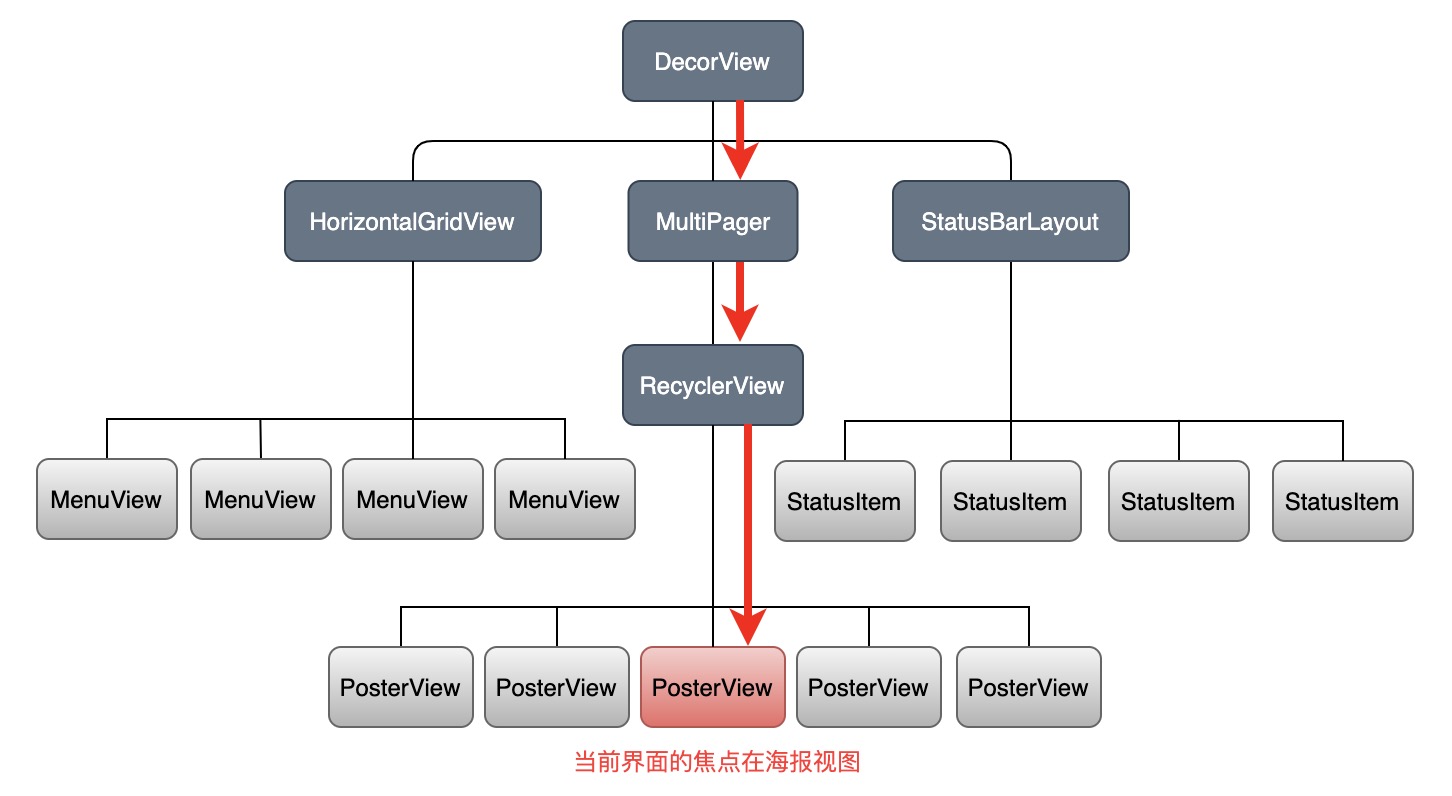 DecorView
HorizontalGridView
MultiPager
StatusBarLayout
RecyclerView
MenuView
MenuView
MenuView
MenuView
StatusItem
StatusItem
StatusItem
StatusItem
PosterView
PosterView
PosterView
PosterView
PosterView
当前界面的焦点在海报视图